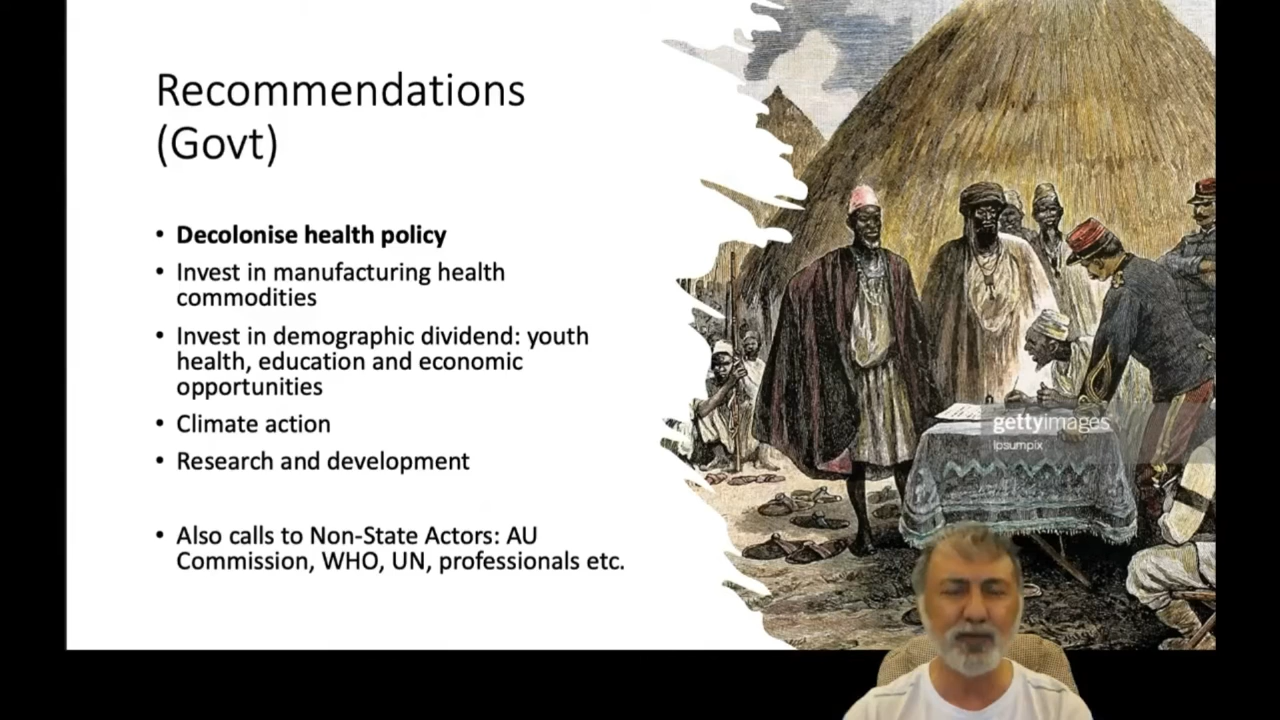 Recommendations
(Govt)
• Decolonise health policy
• Invest in manufacturing health
commodities
• Invest in demographic dividend: youth
health, education and economic
opportunities
• Climate action
• Research and development
• Also calls to Non-State Actors: AU
Commission, WHO, UN, professionals etc.
gettyimages
Ipsumpix